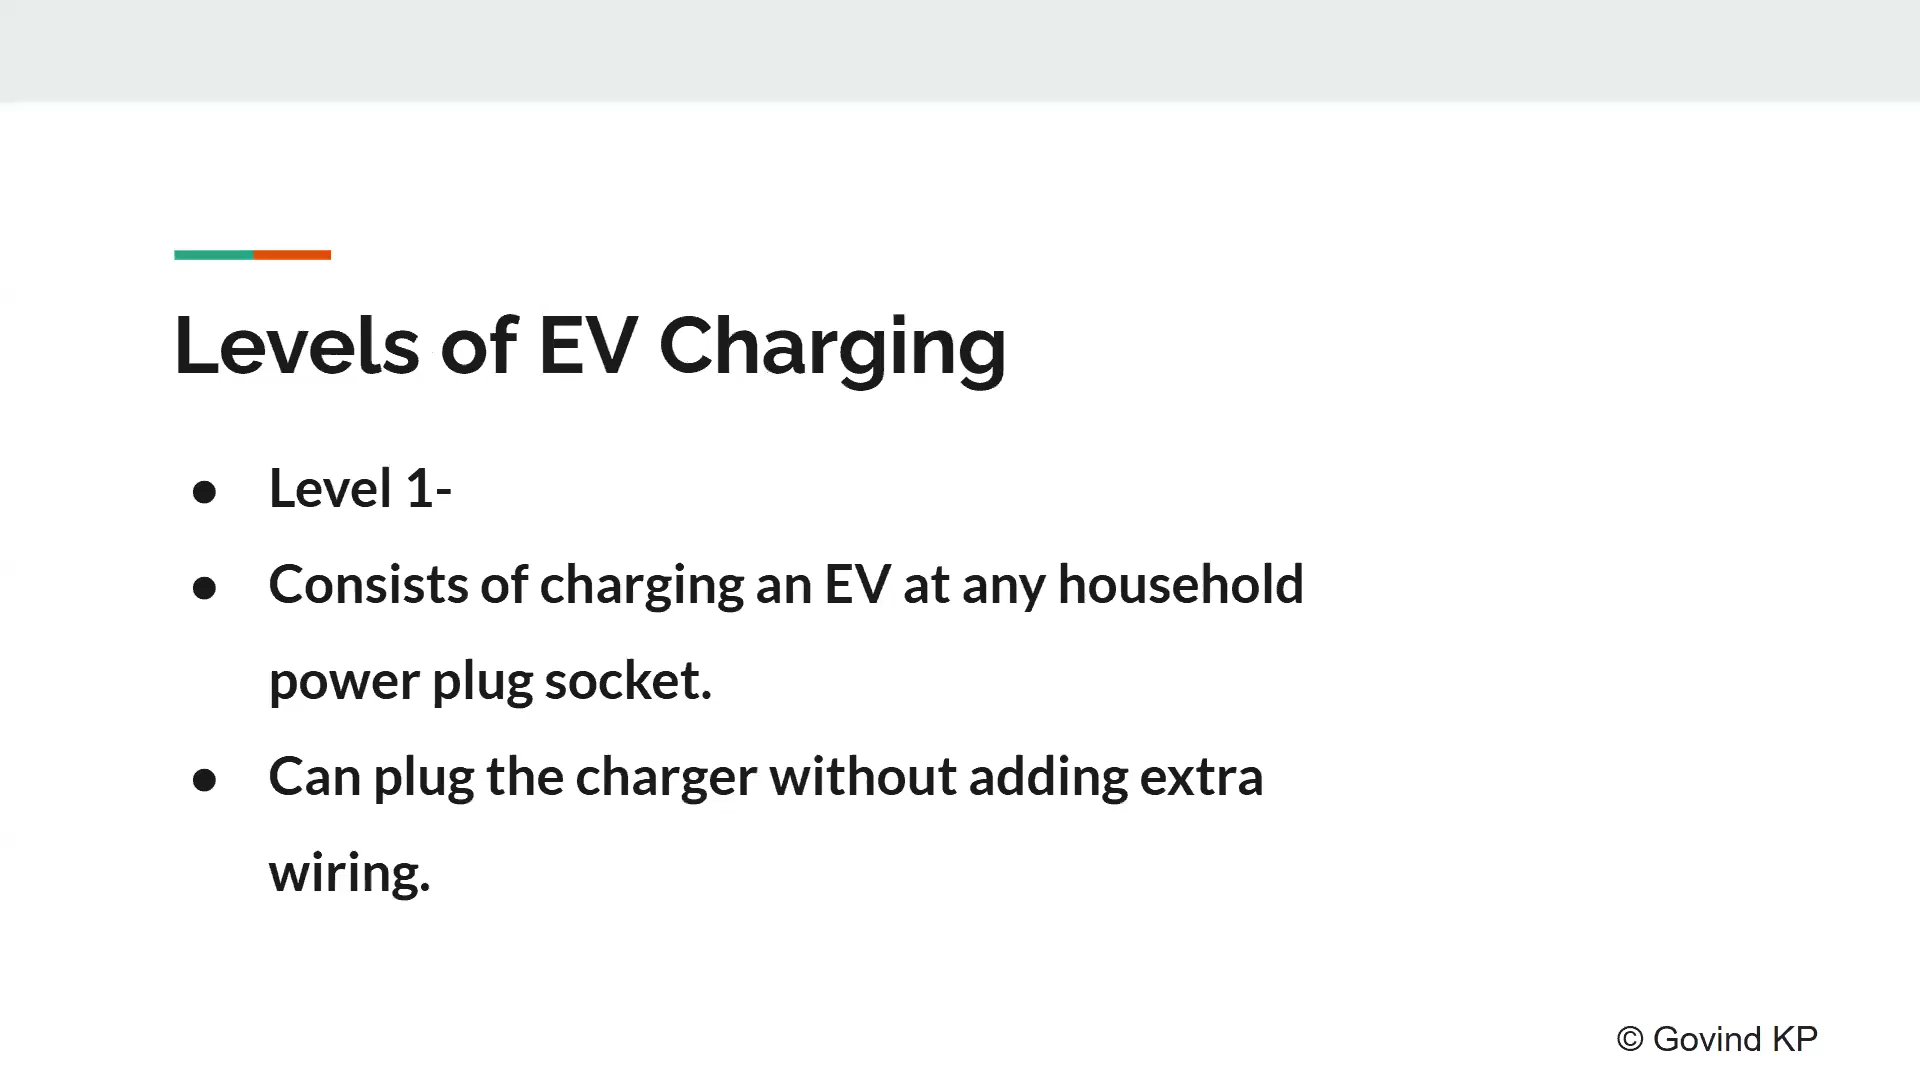 Levels of EV Charging
● Level 1-
● Consists of charging an EV at any household
power plug socket.
● Can plug the charger without adding extra
wiring.
© Govind KP